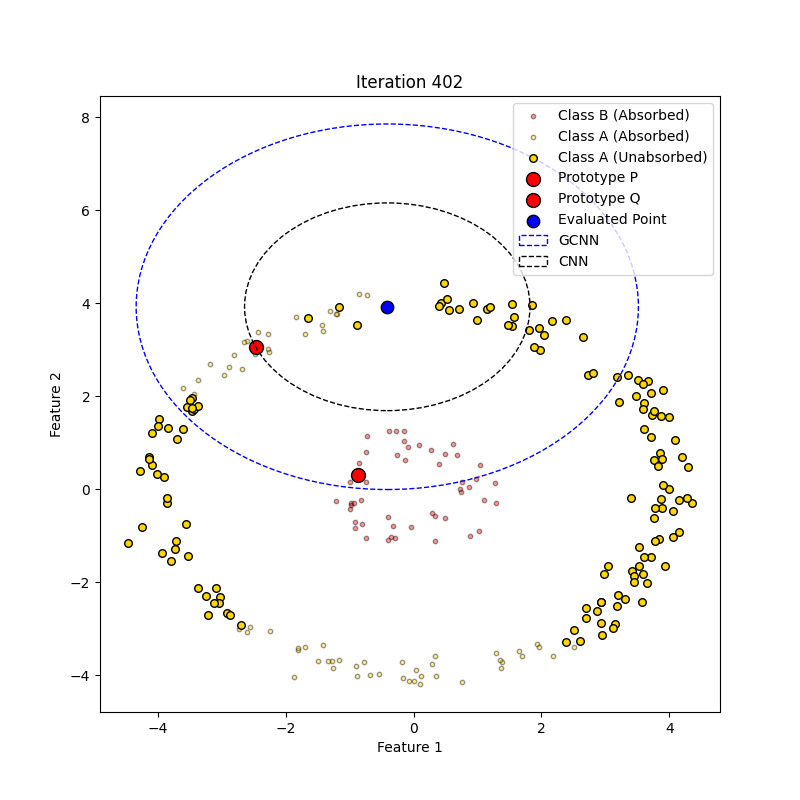 Iteration 402
Class B (Absorbed)
Class A (Absorbed)
Class A (Unabsorbed)
Prototype P
Prototype Q
Evaluated Point
GCNN
CNN
8
6
4
2
0
−2
−4
Feature 2
−4 −2 0 2 4
Feature 1